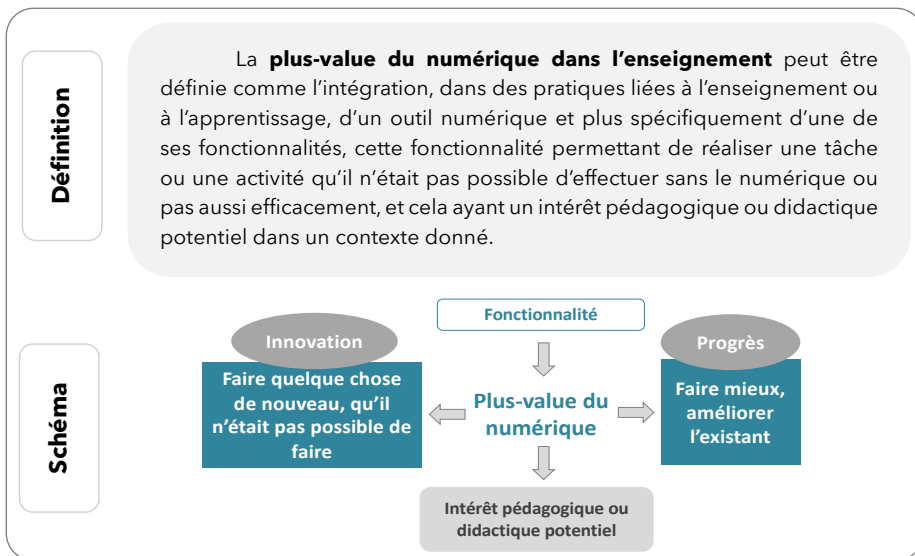 Définition
La plus-value du numérique dans l’enseignement peut être
définie comme l’intégration, dans des pratiques liées à l’enseignement ou
à l’apprentissage, d’un outil numérique et plus spécifiquement d’une de
ses fonctionnalités, cette fonctionnalité permettant de réaliser une tâche
ou une activité qu’il n’était pas possible d’effectuer sans le numérique ou
pas aussi efficacement, et cela ayant un intérêt pédagogique ou didactique
potentiel dans un contexte donné.
Schéma
Fonctionnalité
Innovation
Faire quelque chose
de nouveau, qu’il
n’était pas possible de
faire
Plus-value du
numérique
Progrès
Faire mieux,
améliorer
l’existant
Intérêt pédagogique ou
didactique potentiel